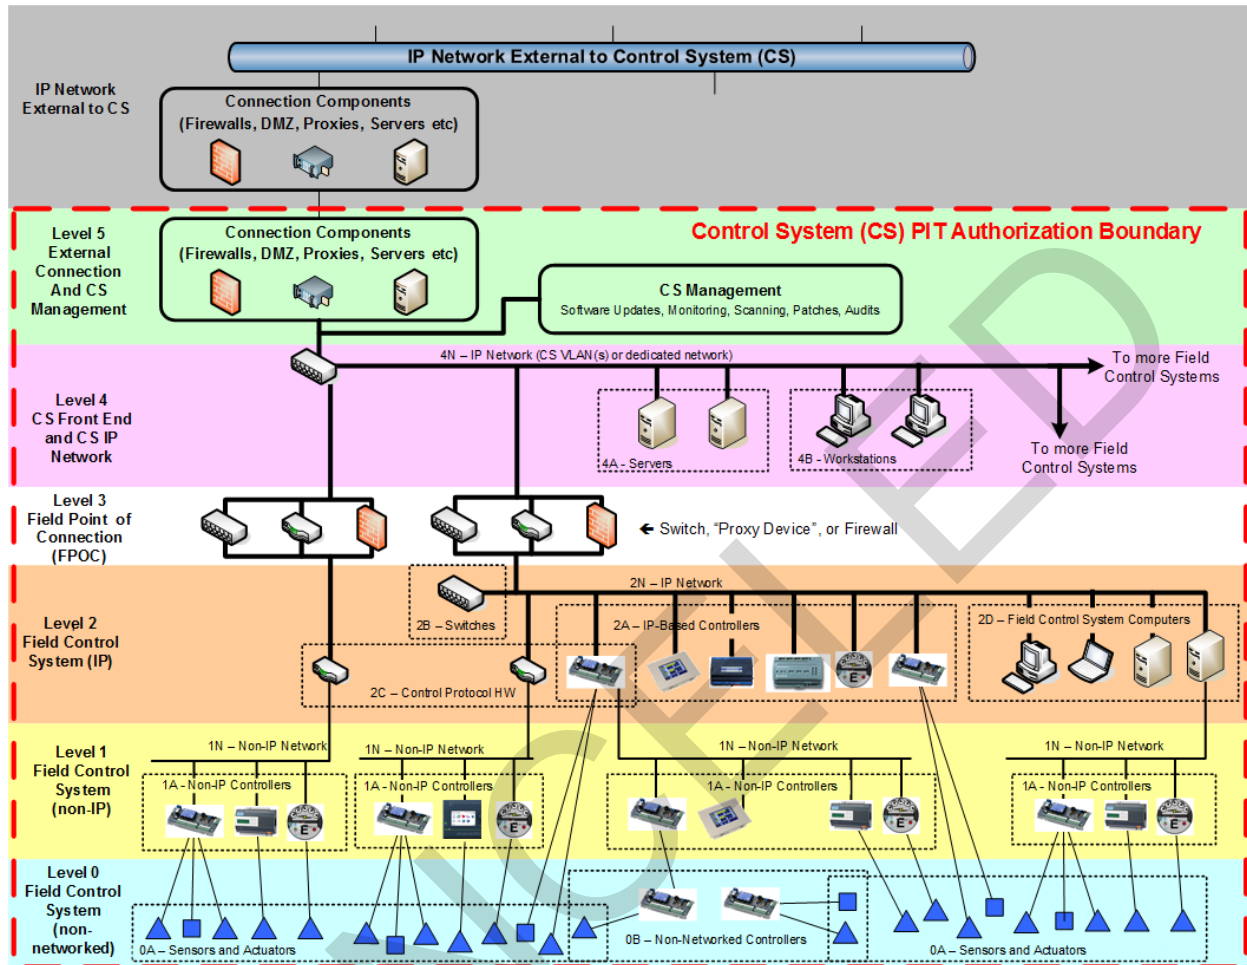 IP Network External to Control System (CS)
IP Network
External to CS
Connection Components
(Firewalls, DMZ, Proxies, Servers etc)
Level 5
External
Connection
And CS
Management
Connection Components
(Firewalls, DMZ, Proxies, Servers etc)
Control System (CS) PIT Authorization Boundary
CS Management
Software Updates, Monitoring, Scanning, Patches, Audits
Level 4
CS Front End
and CS IP
Network
4N – IP Network (CS VLAN(s) or dedicated network)
To more Field
Control Systems
4A - Servers
4B - Workstations
To more Field
Control Systems
Level 3
Field Point of
Connection
(FPOC)
🡸 Switch, “Proxy Device”, or Firewall
Level 2
Field Control
System (IP)
2N – IP Network
2B – Switches
2A – IP-Based Controllers
2D – Field Control System Computers
2C – Control Protocol HW
E
Level 1
Field Control
System
(non-IP)
1N – Non-IP Network
1N – Non-IP Network
1N – Non-IP Network
1N – Non-IP Network
1A - Non-IP Controllers
1A - Non-IP Controllers
1A - Non-IP Controllers
1A - Non-IP Controllers
E
E
E
E
Level 0
Field Control
System
(non-
networked)
0A – Sensors and Actuators
0B – Non-Networked Controllers
0A – Sensors and Actuators
NCELED